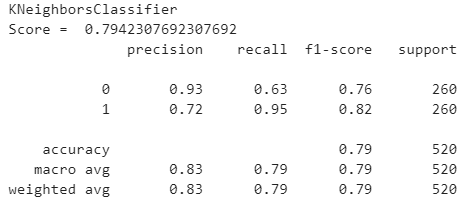 KNeighborsClassifier
Score =  0.7942307692307692
              precision    recall  f1-score   support

           0       0.93      0.63      0.76       260
           1       0.72      0.95      0.82       260

    accuracy                           0.79       520
   macro avg       0.83      0.79      0.79       520
weighted avg       0.83      0.79      0.79       520